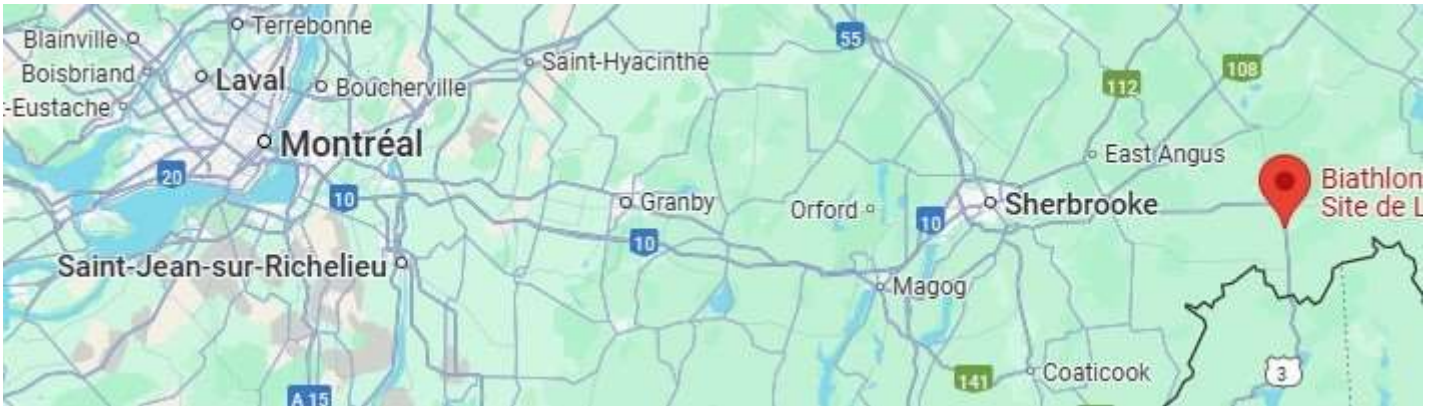 Terrebonne
Blainville
Boisbriand
Laval
Boucherville
-Eustache
Montréal
Saint-Hyacinthe
55
108
112
East Angus
20
10
Granby
Orford
10
Sherbrooke
Biathlon
Site de L
10
Saint-Jean-sur-Richelieu
Magog
A 15
141
Coaticook
3